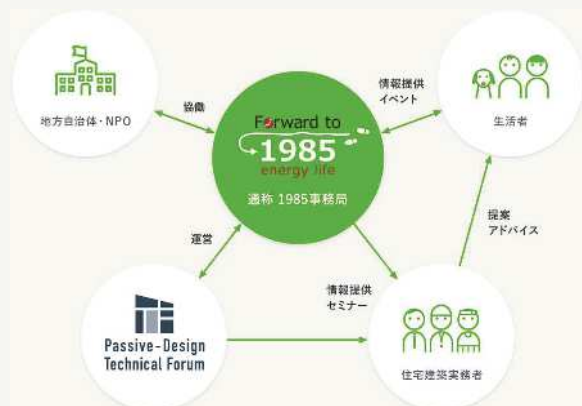 地方自治体・NPO
協働
Forward to
1985
energy life
通称 1985事務局
情報提供
イベント
生活者
運営
提案
アドバイス
情報提供
セミナー
Passive-Design
Technical Forum
住宅建築実務者